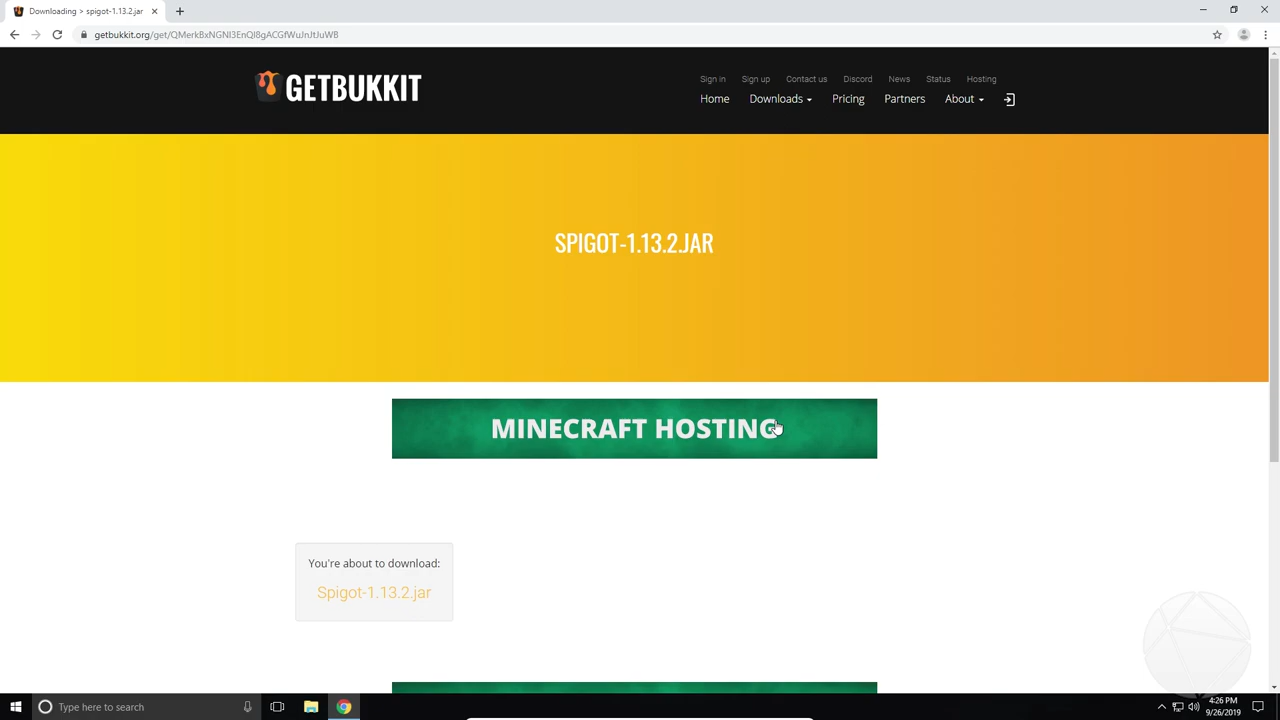 Downloading > spigot-1.13.2.jar
getbukkit.org/get/QMerkBxNGNI3EnQl8gACGfWuJnJtJuWB
GETBUKKIT
Sign in Sign up Contact us Discord News Status Hosting
Home Downloads Pricing Partners About
SPIGOT-1.13.2.JAR
MINECRAFT HOSTING
You're about to download:
Spigot-1.13.2.jar
Type here to search
4:26 PM
9/26/2019